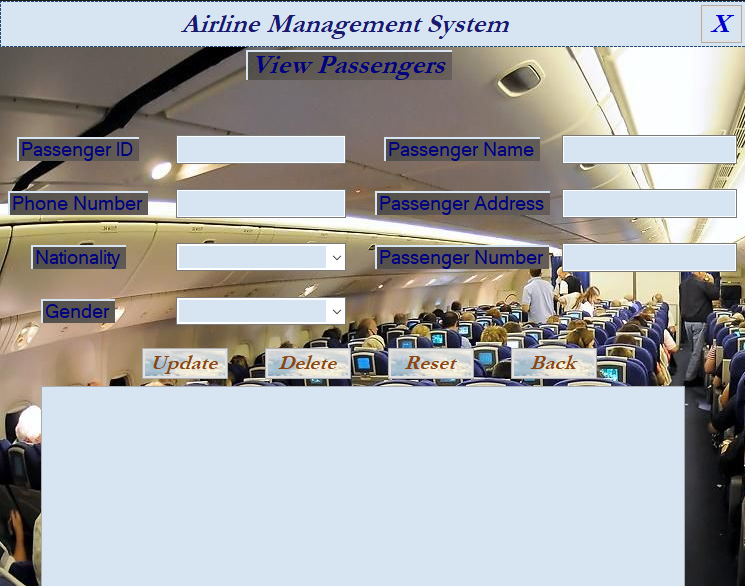 Airline Management System X
View Passengers
Passenger ID Passenger Name
Phone Number Passenger Address
Nationality Passenger Number
Gender
Update Delete Reset Back